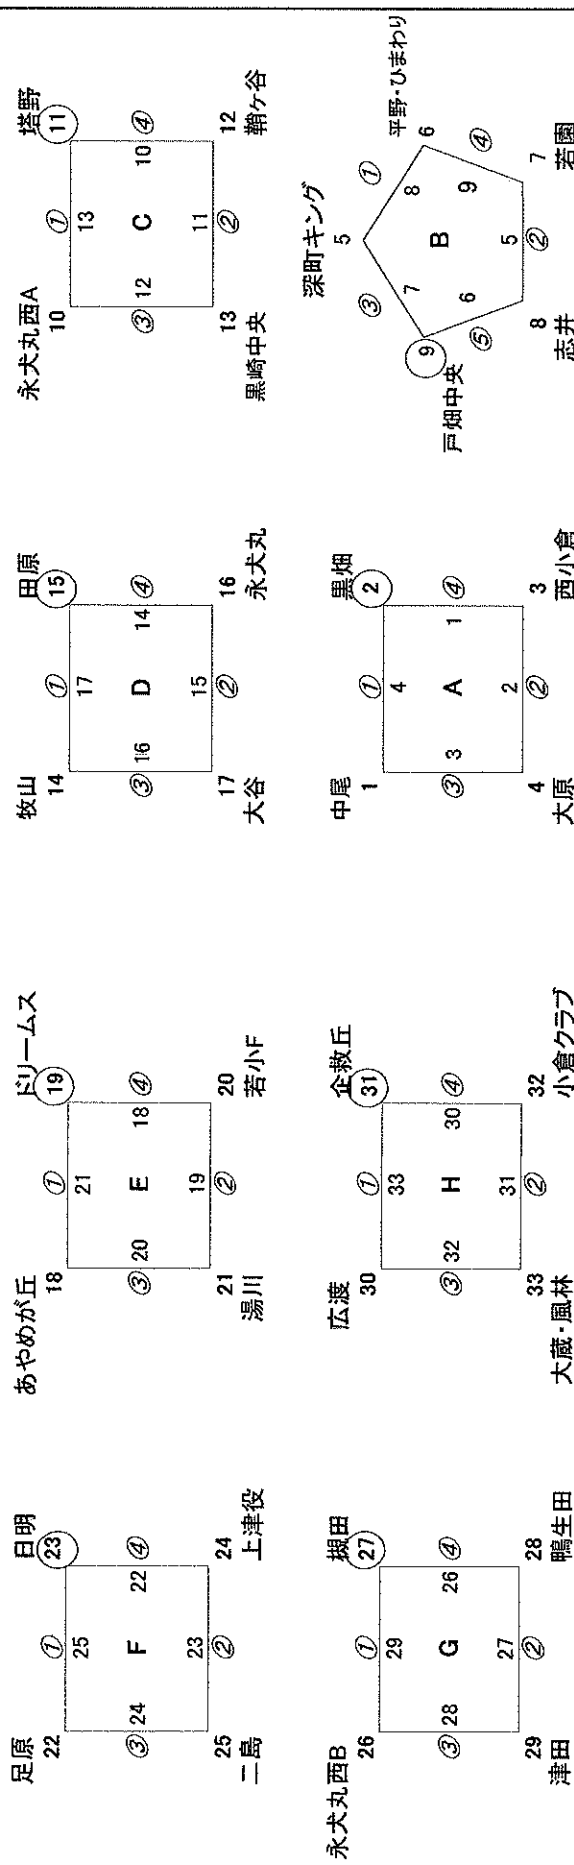 足原 日明
22 ① 23
25
③ 24 F 22 ④
23
25 ② 24
二島 上津役
あやめが丘 ドリームス
18 ① 19
21
③ 20 E 18 ④
19
21 ② 20
湯川 若小F
牧山 田原
14 ① 15
17
③ 16 D 14 ④
15
17 ② 16
大谷 永犬丸
永犬丸西A 塔野
10 ① 11
13
③ 12 C 10 ④
11
13 ② 12
黒崎中央 鞘ヶ谷
永犬丸西B 槻田
26 ① 27
29
③ 28 G 26 ④
27
29 ② 28
津田 鴨生田
広渡 企救丘
30 ① 31
33
③ 32 H 30 ④
31
33 ② 32
大蔵・風林 小倉クラブ
中尾 黒畑
1 ① 2
4
③ 3 A 1 ④
2
4 ② 3
大原 西小倉
深町キング
5
③ ①
平野・ひまわり
9 7 8 6
戸畑中央
B
⑤ 6 9 ④
5
8 ② 7
志井 若園